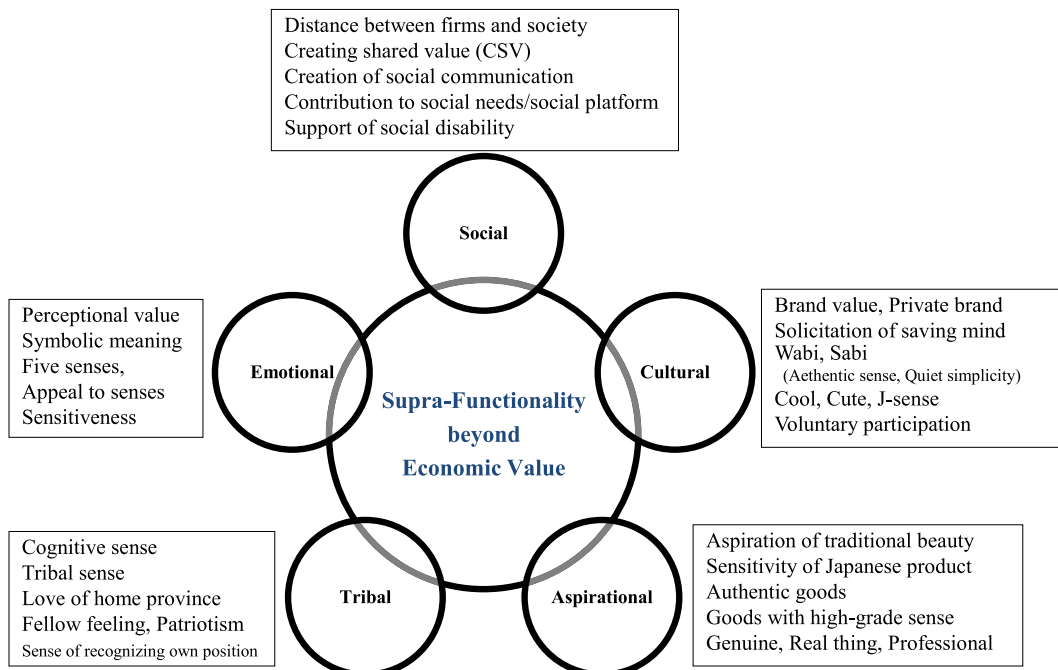 Distance between firms and society
Creating shared value (CSV)
Creation of social communication
Contribution to social needs/social platform
Support of social disability
Social
Perceptional value
Symbolic meaning
Five senses,
Appeal to senses
Sensitiveness
Emotional
Cultural
Brand value, Private brand
Solicitation of saving mind
Wabi, Sabi
(Aethentic sense, Quiet simplicity)
Cool, Cute, J-sense
Voluntary participation
Supra-Functionality
beyond
Economic Value
Cognitive sense
Tribal sense
Love of home province
Fellow feeling, Patriotism
Sense of recognizing own position
Tribal
Aspirational
Aspiration of traditional beauty
Sensitivity of Japanese product
Authentic goods
Goods with high-grade sense
Genuine, Real thing, Professional